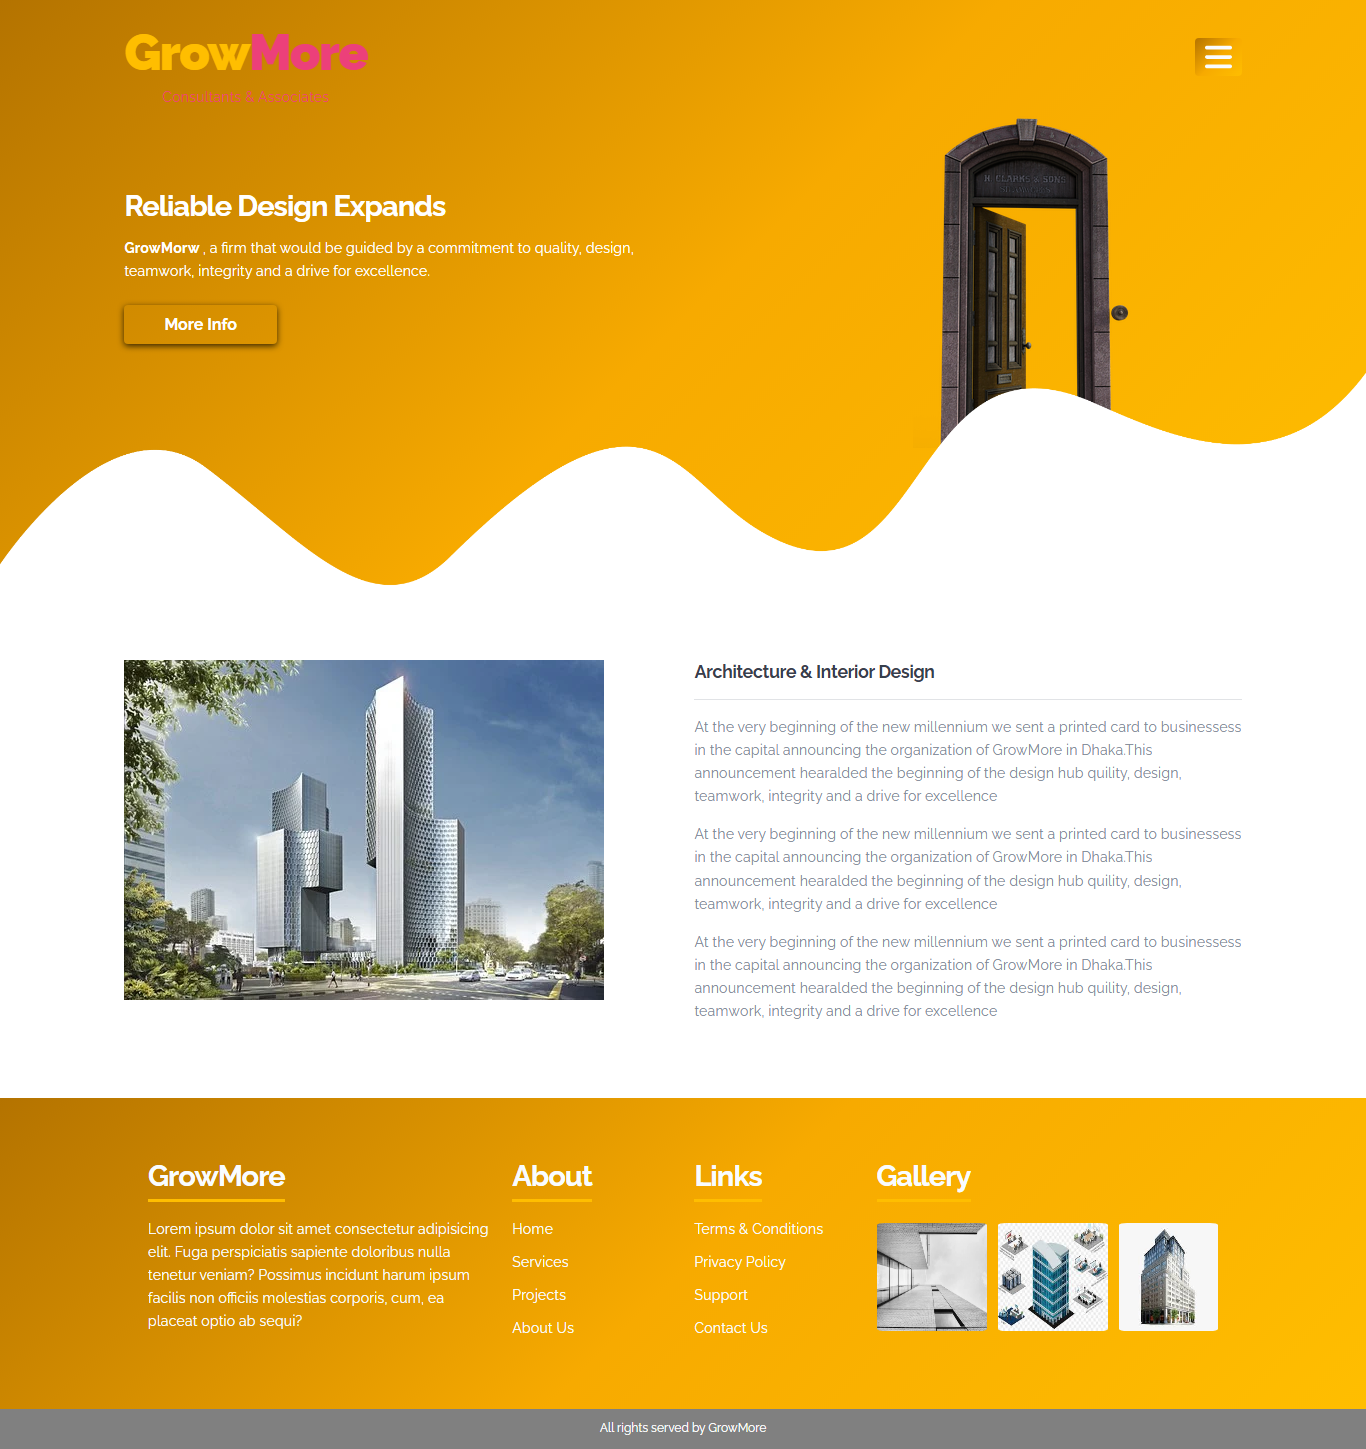 GrowMore
Consultants & Associates
H. CLARKE & SONS
Reliable Design Expands
GrowMorw , a firm that would be guided by a commitment to quality, design,
teamwork, integrity and a drive for excellence.
More Info
Architecture & Interior Design
At the very beginning of the new millennium we sent a printed card to businessess
in the capital announcing the organization of GrowMore in Dhaka.This
announcement hearalded the beginning of the design hub quility, design,
teamwork, integrity and a drive for excellence
At the very beginning of the new millennium we sent a printed card to businessess
in the capital announcing the organization of GrowMore in Dhaka.This
announcement hearalded the beginning of the design hub quility, design,
teamwork, integrity and a drive for excellence
At the very beginning of the new millennium we sent a printed card to businessess
in the capital announcing the organization of GrowMore in Dhaka.This
announcement hearalded the beginning of the design hub quility, design,
teamwork, integrity and a drive for excellence
GrowMore
Lorem ipsum dolor sit amet consectetur adipisicing
elit. Fuga perspiciatis sapiente doloribus nulla
tenetur veniam? Possimus incidunt harum ipsum
facilis non officiis molestias corporis, cum, ea
placeat optio ab sequi?
About
Home
Services
Projects
About Us
Links
Terms & Conditions
Privacy Policy
Support
Contact Us
Gallery
All rights served by GrowMore